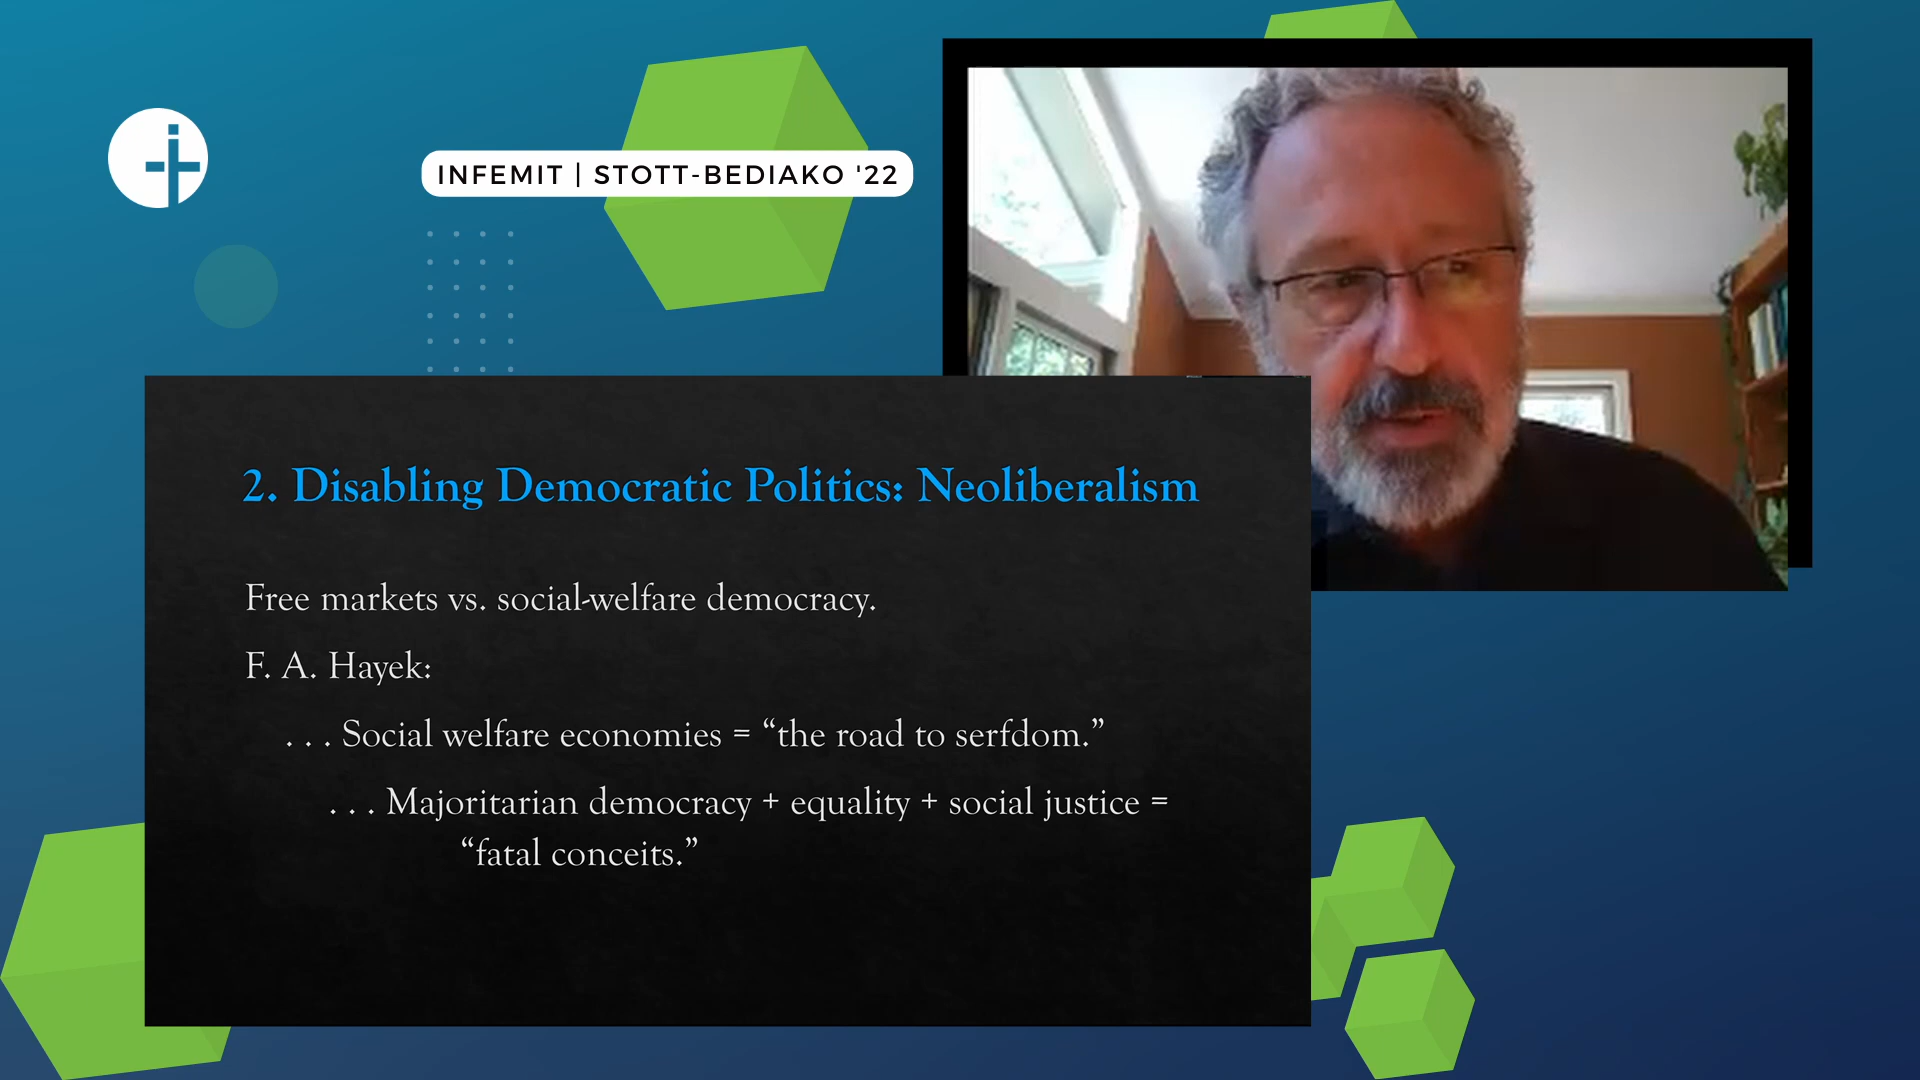 INFEMIT | STOTT-BEDIAKO '22
2. Disabling Democratic Politics: Neoliberalism
Free markets vs. social-welfare democracy.
F. A. Hayek:
. . . Social welfare economies = “the road to serfdom.”
. . . Majoritarian democracy + equality + social justice =
“fatal conceits.”